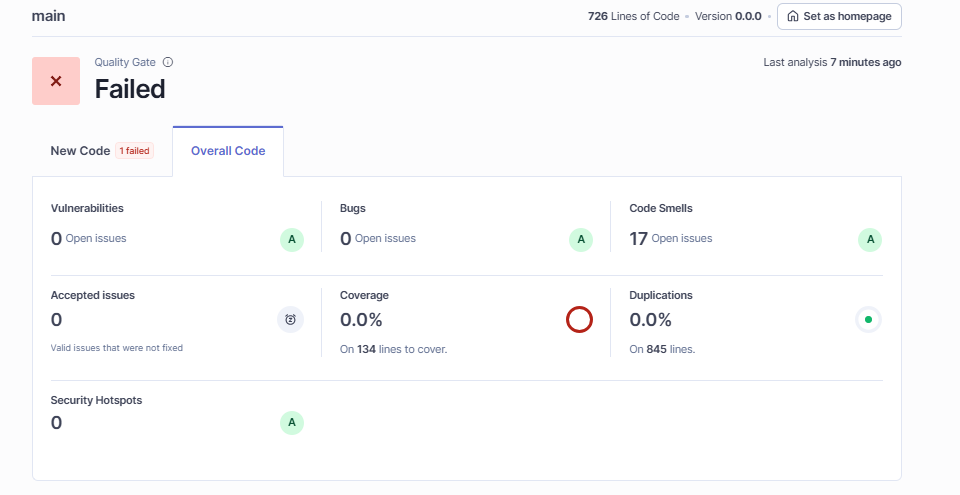 main
726 Lines of Code • Version 0.0.0 • Set as homepage
Quality Gate
Failed
Last analysis 7 minutes ago
New Code 1 failed
Overall Code
Vulnerabilities
0 Open issues A
Bugs
0 Open issues A
Code Smells
17 Open issues A
Accepted issues
0
Valid issues that were not fixed
Coverage
0.0%
On 134 lines to cover.
Duplications
0.0%
On 845 lines.
Security Hotspots
0 A